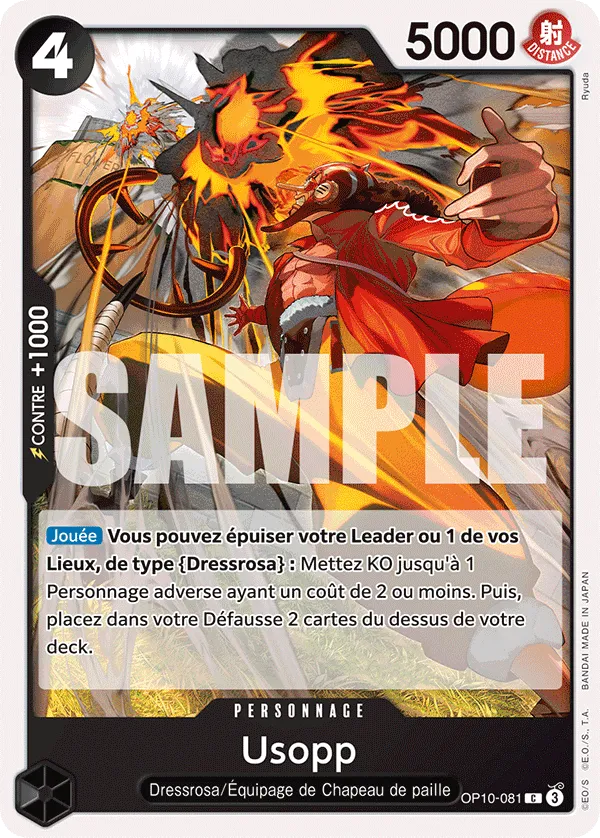 4
5000
射
DISTANCE
Ryuda
FLOWER
CONTRE +1000
SAMPLE
Jouée Vous pouvez épuiser votre Leader ou 1 de vos
Lieux, de type {Dressrosa} : Mettez KO jusqu'à 1
Personnage adverse ayant un coût de 2 ou moins. Puis,
placez dans votre Défausse 2 cartes du dessus de votre
deck.
PERSONNAGE
Usopp
Dressrosa/Équipage de Chapeau de paille
OP10-081 C 3
©EO/S ©E.O./S., T.A. BANDAI MADE IN JAPAN